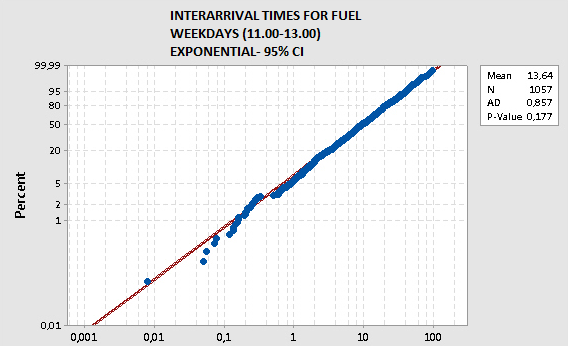 INTERARRIVAL TIMES FOR FUEL
WEEKDAYS (11.00-13.00)
EXPONENTIAL- 95% CI
99.99
95
80
50
20
5
2
1
0,01
Percent
0,001
0,01
0,1
1
10
100
Mean 13,64
N 1057
AD 0,857
P-Value 0,177